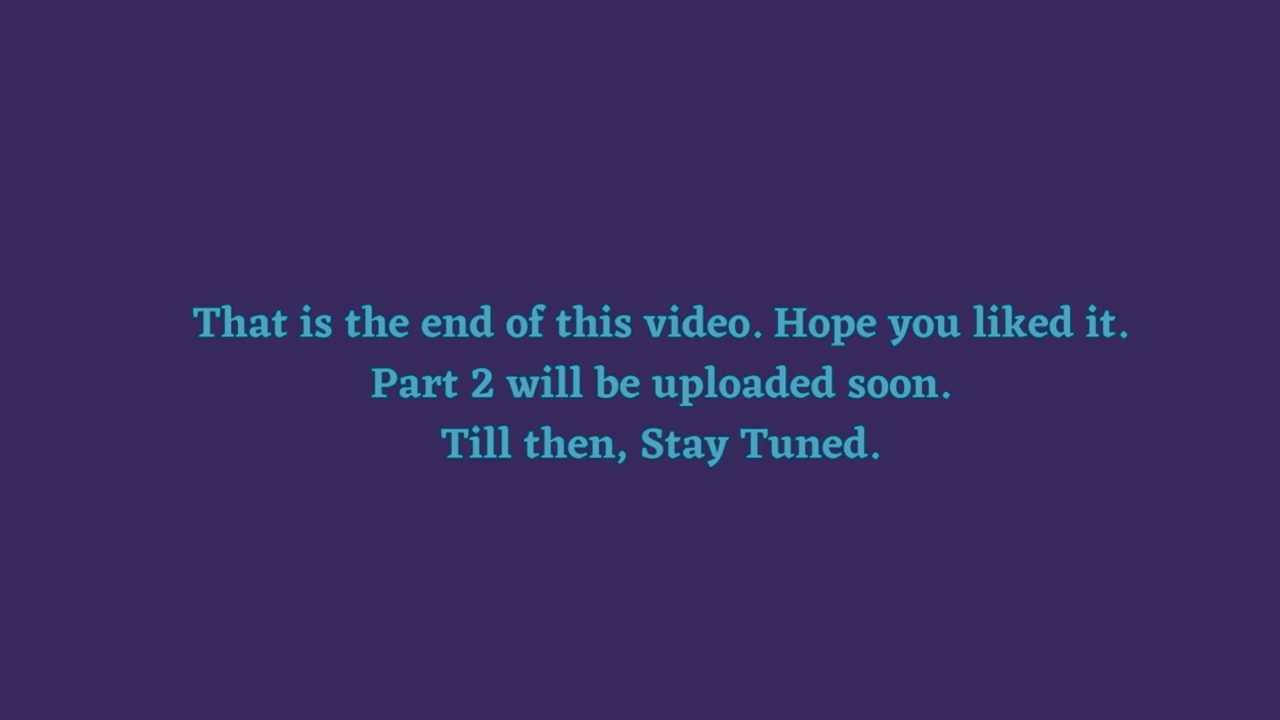 That is the end of this video. Hope you liked it.
Part 2 will be uploaded soon.
Till then, Stay Tuned.